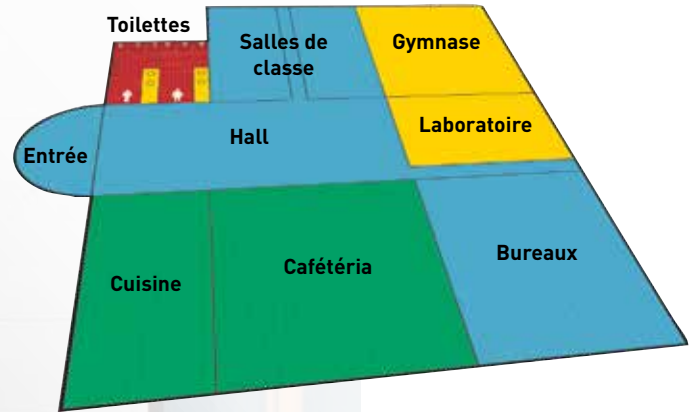 Toilettes
Salles de
classe
Gymnase
Laboratoire
Hall
Entrée
Cuisine
Cafétéria
Bureaux